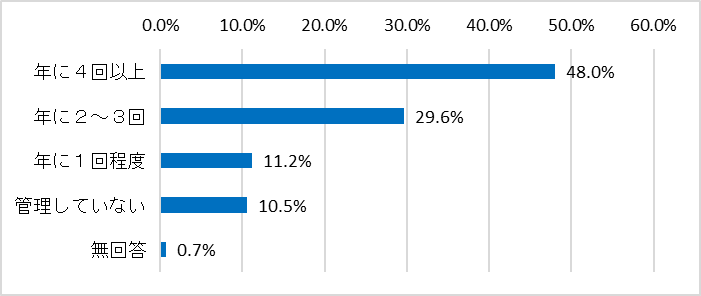 0.0% 10.0% 20.0% 30.0% 40.0% 50.0% 60.0%
年に４回以上 48.0%
年に２～３回 29.6%
年に１回程度 11.2%
管理していない 10.5%
無回答 0.7%